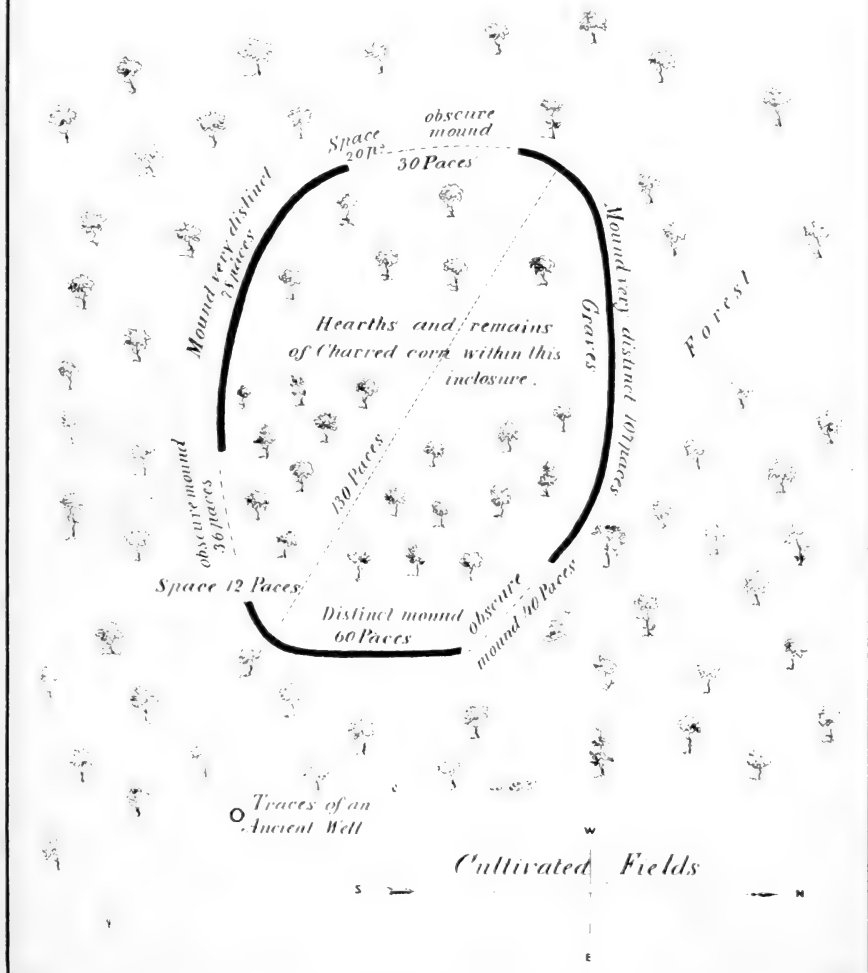 obscure
mound
Space
20 p.
30 Paces
Mound very distinct
78 paces
Mound very distinct 107 paces
Graves
Forest
Hearths and remains
of Charred corn within this
inclosure.
130 Paces
obscure mound
36 paces
Space 12 Paces
Distinct mound
60 Paces
obscure
mound 40 Paces
Traces of an
Ancient Well
W
Cultivated Fields
S
N
E